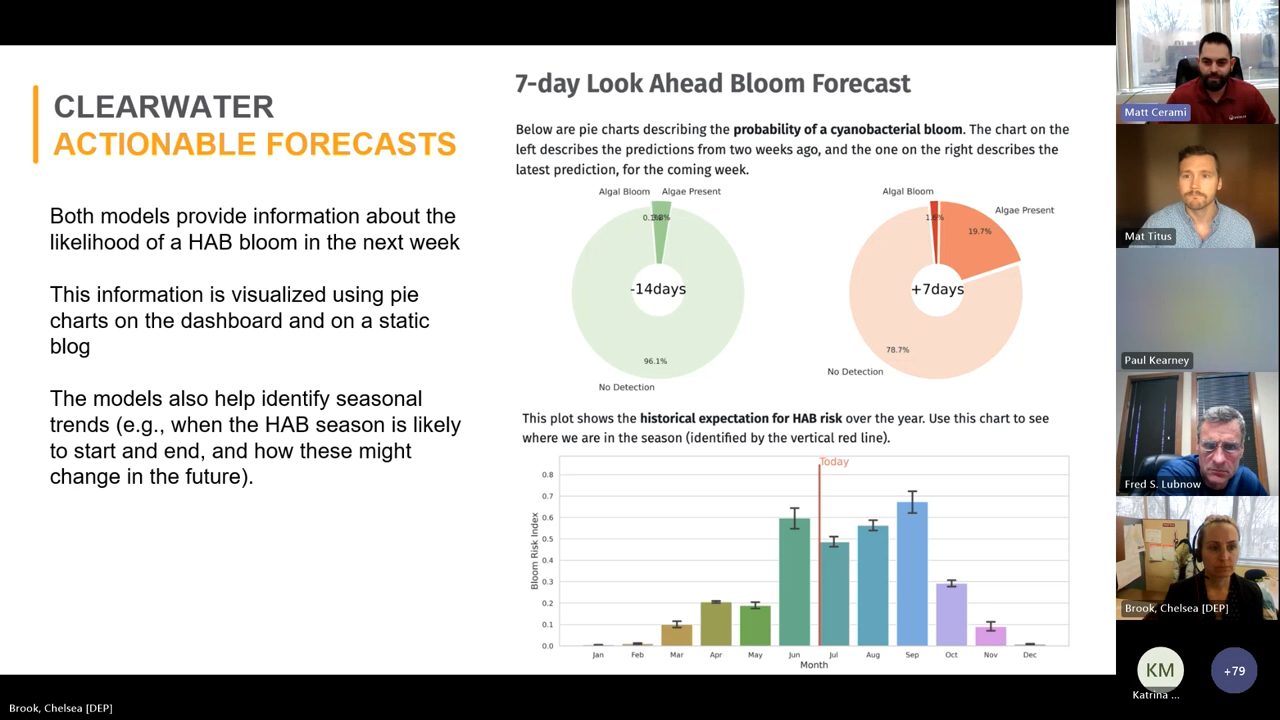 CLEARWATER
ACTIONABLE FORECASTS
Both models provide information about the
likelihood of a HAB bloom in the next week
This information is visualized using pie
charts on the dashboard and on a static
blog
The models also help identify seasonal
trends (e.g., when the HAB season is likely
to start and end, and how these might
change in the future).
7-day Look Ahead Bloom Forecast
Below are pie charts describing the probability of a cyanobacterial bloom. The chart on the
left describes the predictions from two weeks ago, and the one on the right describes the
latest prediction, for the coming week.
Algal Bloom
Algae Present
-14days
96.1%
No Detection
Algal Bloom
Algae Present
19.7%
+7days
78.7%
No Detection
This plot shows the historical expectation for HAB risk over the year. Use this chart to see
where we are in the season (identified by the vertical red line).
Today
Bloom Risk Index
0.8
0.7
0.6
0.5
0.4
0.3
0.2
0.1
0.0
Jan Feb Mar Apr May Jun Jul Aug Sep Oct Nov Dec
Month
Matt Cerami
Mat Titus
Paul Kearney
Fred S. Lubnow
Brook, Chelsea [DEP]
KM
Katrina ...
+79
Brook, Chelsea [DEP]